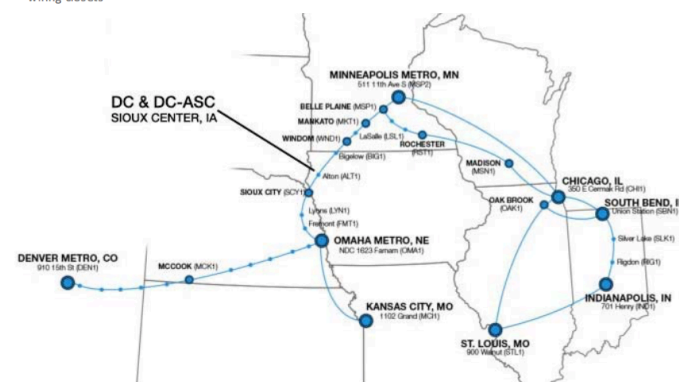 MINNEAPOLIS METRO, MN
511 11th Ave S (MSP2)
DC & DC-ASC
SIOUX CENTER, IA
BELLE PLAINE (MSP1)
MANKATO (MKT1)
WINDOM (WND1)
LaSalle (LSL1)
ROCHESTER
(RST1)
Bigelow (BIG1)
MADISON
(MSN1)
Alton (ALT1)
CHICAGO, IL
350 E Cermak Rd (CHI1)
SIOUX CITY (SCY1)
OAK BROOK
(OAK1)
SOUTH BEND, I
Union Station (SBN1)
Lyons (LYN1)
Fremont (FMT1)
Silver Lake (SLK1)
OMAHA METRO, NE
NDC 1623 Farnam (OMA1)
DENVER METRO, CO
910 15th St (DEN1)
MCCOOK (MCK1)
Rigdon (RIG1)
INDIANAPOLIS, IN
701 Henry (IND1)
KANSAS CITY, MO
1102 Grand (MCI1)
ST. LOUIS, MO
900 Walnut (STL1)